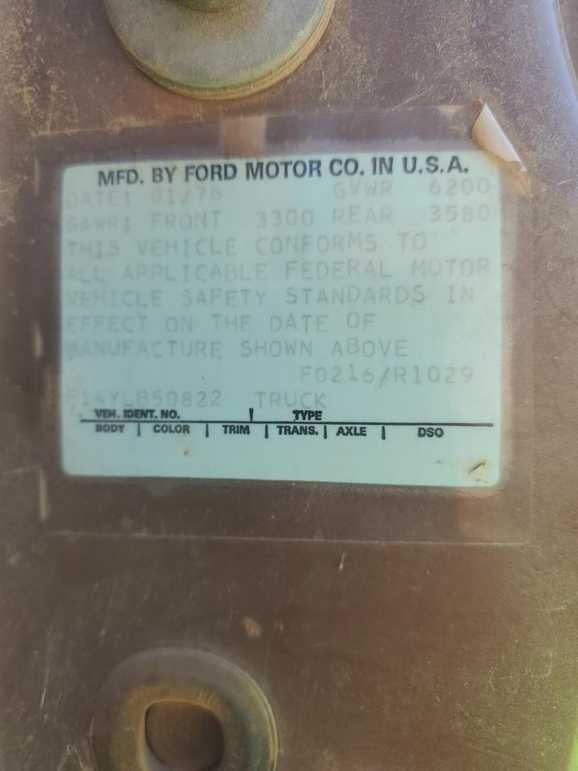 MFD. BY FORD MOTOR CO. IN U.S.A.
DATE: 01/76 GVWR 6200
GAWR: FRONT 3300 REAR 3580
THIS VEHICLE CONFORMS TO
ALL APPLICABLE FEDERAL MOTOR
VEHICLE SAFETY STANDARDS IN
EFFECT ON THE DATE OF
MANUFACTURE SHOWN ABOVE
F0216/R1029
F14YLB50822 TRUCK
VEH. IDENT. NO. TYPE
BODY | COLOR | TRIM | TRANS. | AXLE | DSO